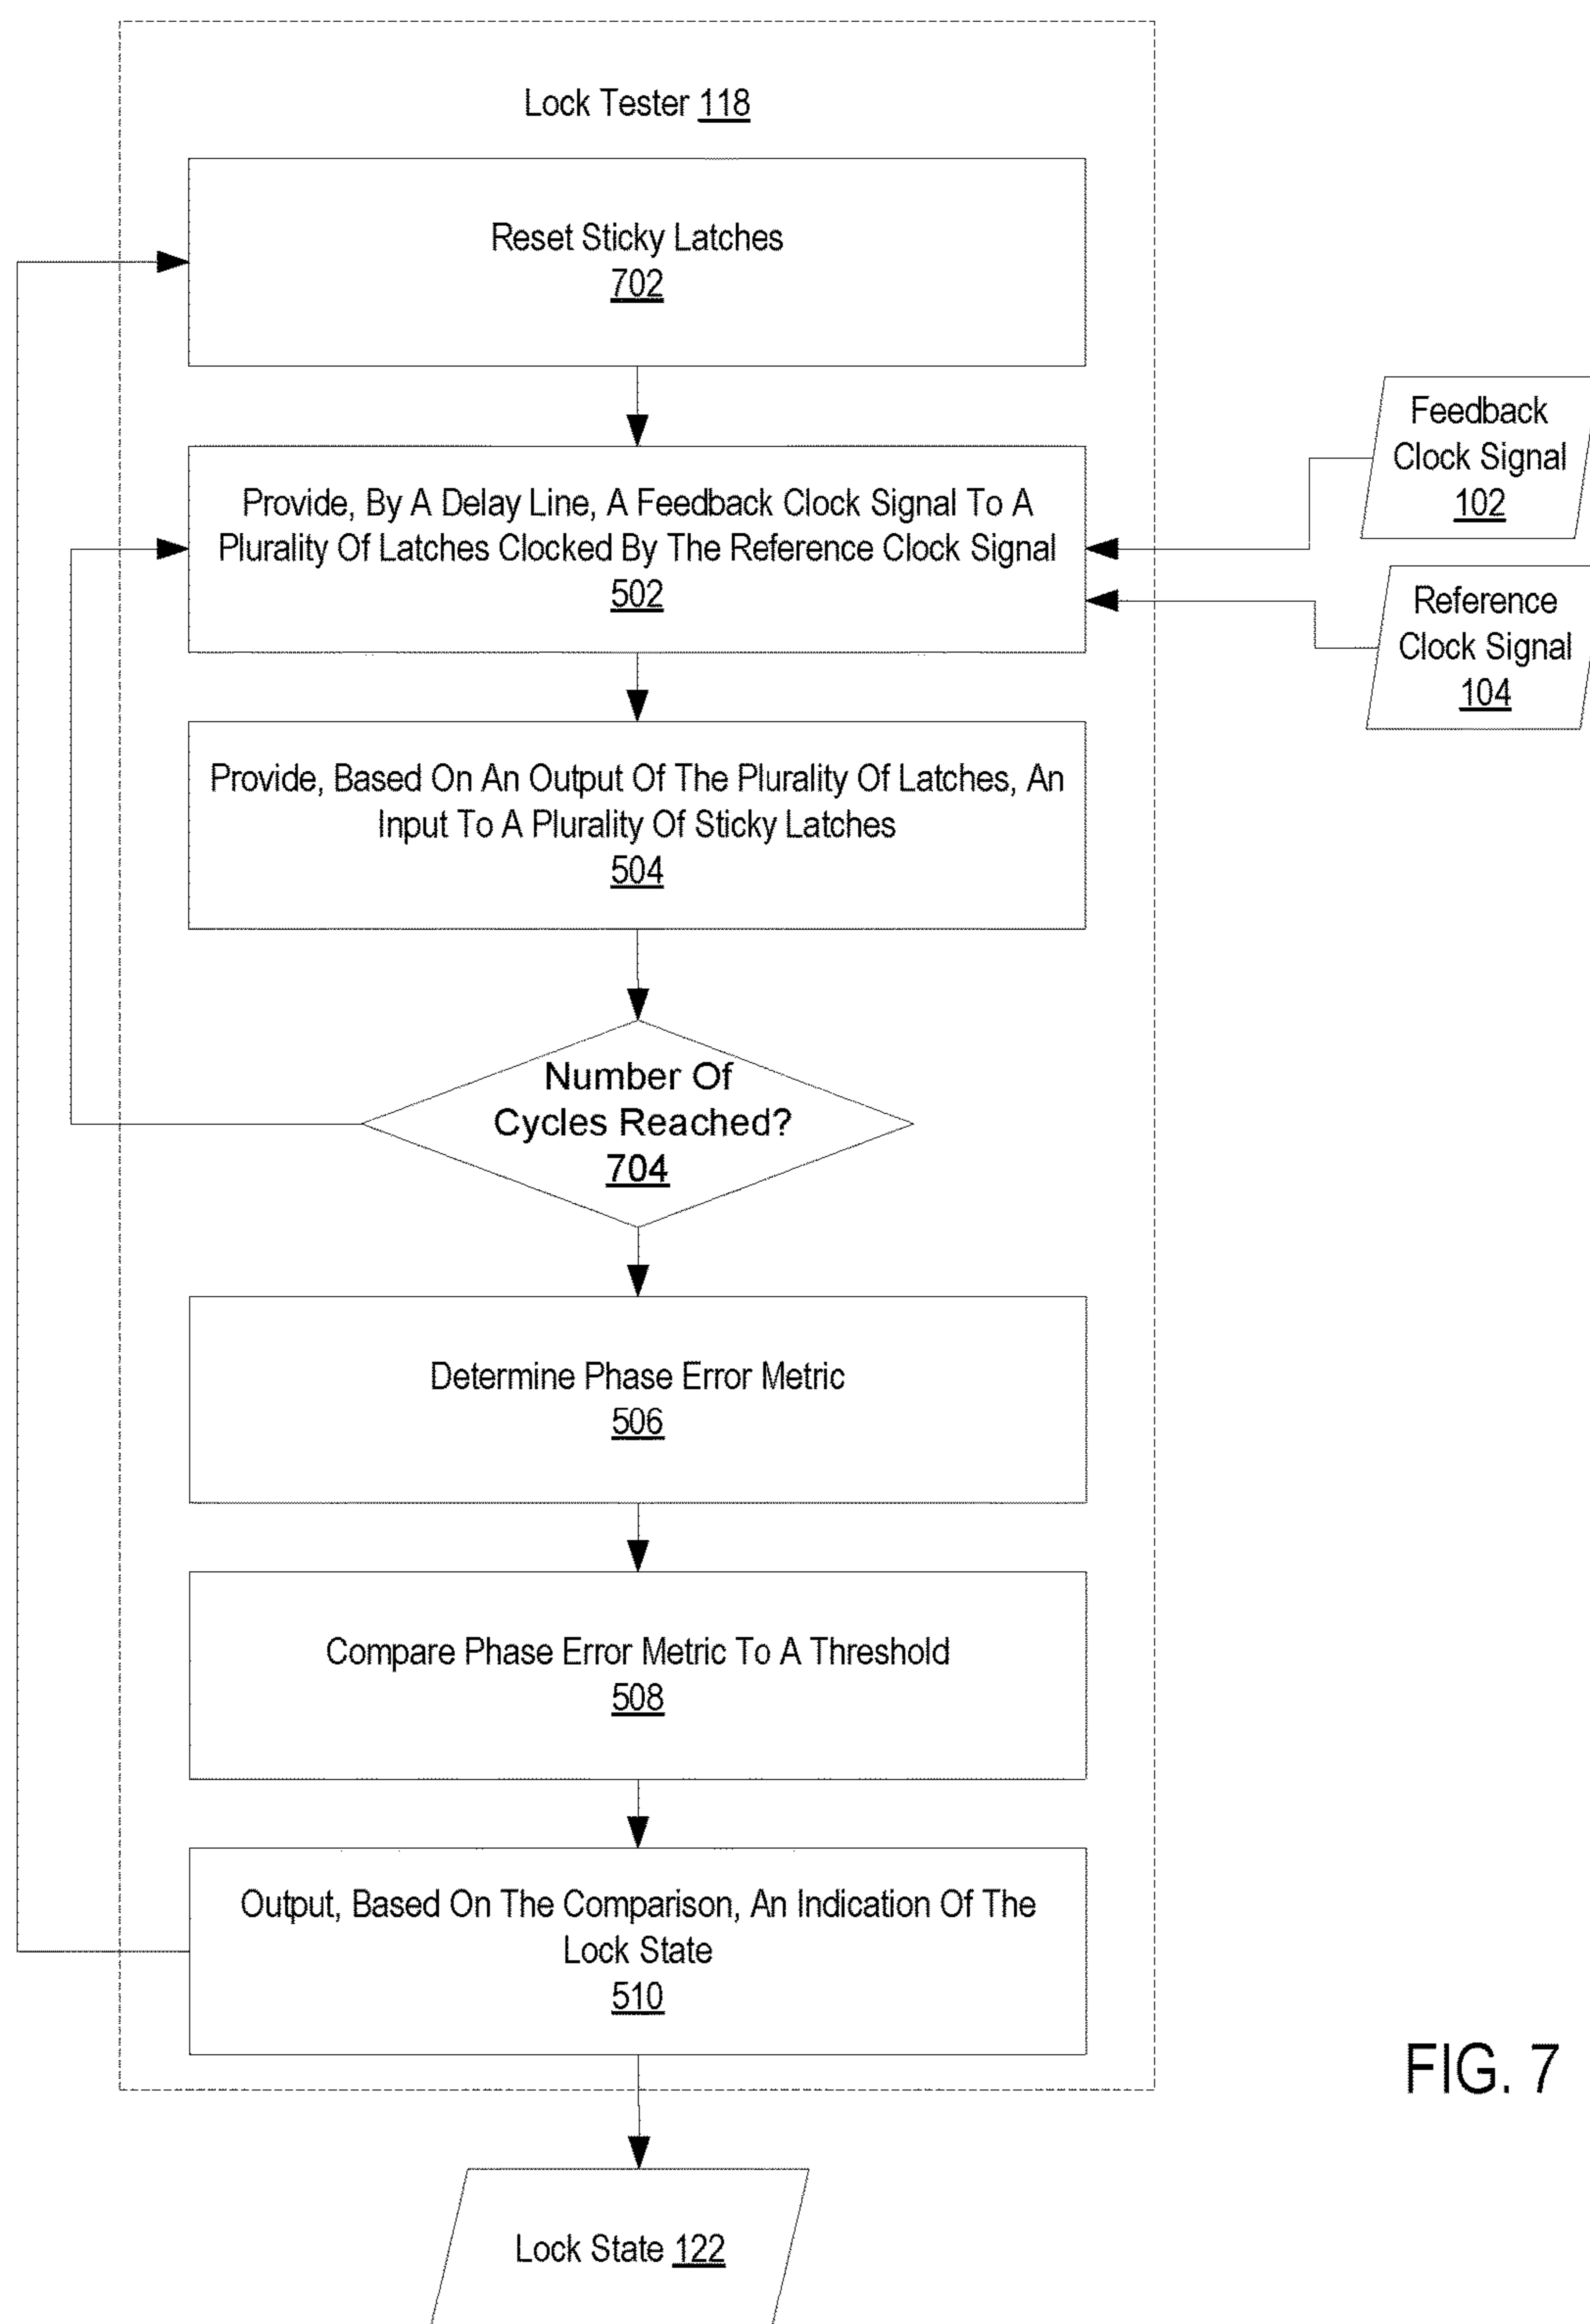 Lock Tester 118
Reset Sticky Latches
702
Feedback
Clock Signal
102
Provide, By A Delay Line, A Feedback Clock Signal To A
Plurality Of Latches Clocked By The Reference Clock Signal
502
Reference
Clock Signal
104
Provide, Based On An Output Of The Plurality Of Latches, An
Input To A Plurality Of Sticky Latches
504
Number Of
Cycles Reached?
704
Determine Phase Error Metric
506
Compare Phase Error Metric To A Threshold
508
Output, Based On The Comparison, An Indication Of The
Lock State
510
FIG. 7
Lock State 122